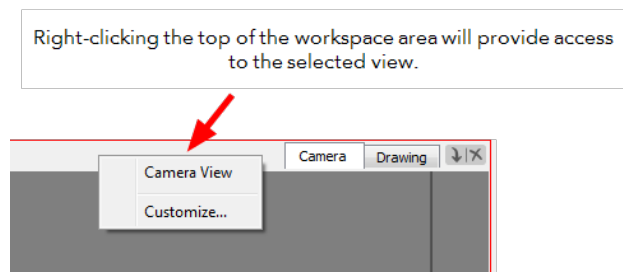 Right-clicking the top of the workspace area will provide access
to the selected view.
Camera Drawing
Camera View
Customize...